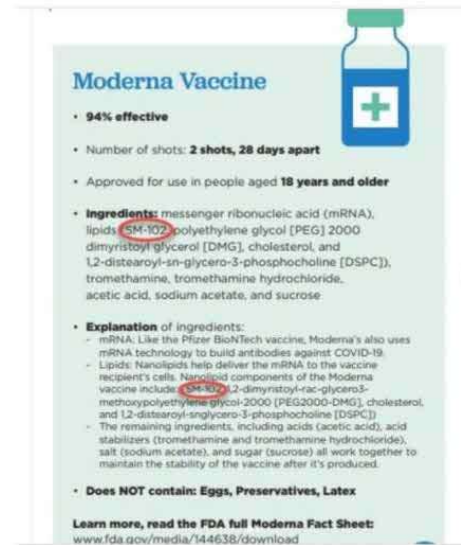 Moderna Vaccine
• 94% effective
• Number of shots: 2 shots, 28 days apart
• Approved for use in people aged 18 years and older
• Ingredients: messenger ribonucleic acid (mRNA),
lipids (SM-102, polyethylene glycol [PEG] 2000
dimyristoyl glycerol [DMG], cholesterol, and
1,2-distearoyl-sn-glycero-3-phosphocholine [DSPC]),
tromethamine, tromethamine hydrochloride,
acetic acid, sodium acetate, and sucrose
• Explanation of ingredients:
- mRNA: Like the Pfizer BioNTech vaccine, Moderna's also uses
mRNA technology to build antibodies against COVID-19.
- Lipids: Nanolipids help deliver the mRNA to the vaccine
recipient's cells. Nanolipid components of the Moderna
vaccine include: SM-102, 1,2-dimyristoyl-rac-glycero3-
methoxypolyethylene glycol-2000 [PEG2000-DMG], cholesterol,
and 1,2-distearoyl-snglycero-3-phosphocholine [DSPC])
- The remaining ingredients, including acids (acetic acid), acid
stabilizers (tromethamine and tromethamine hydrochloride),
salt (sodium acetate), and sugar (sucrose) all work together to
maintain the stability of the vaccine after it's produced.
• Does NOT contain: Eggs, Preservatives, Latex
Learn more, read the FDA full Moderna Fact Sheet:
www.fda.gov/media/144638/download